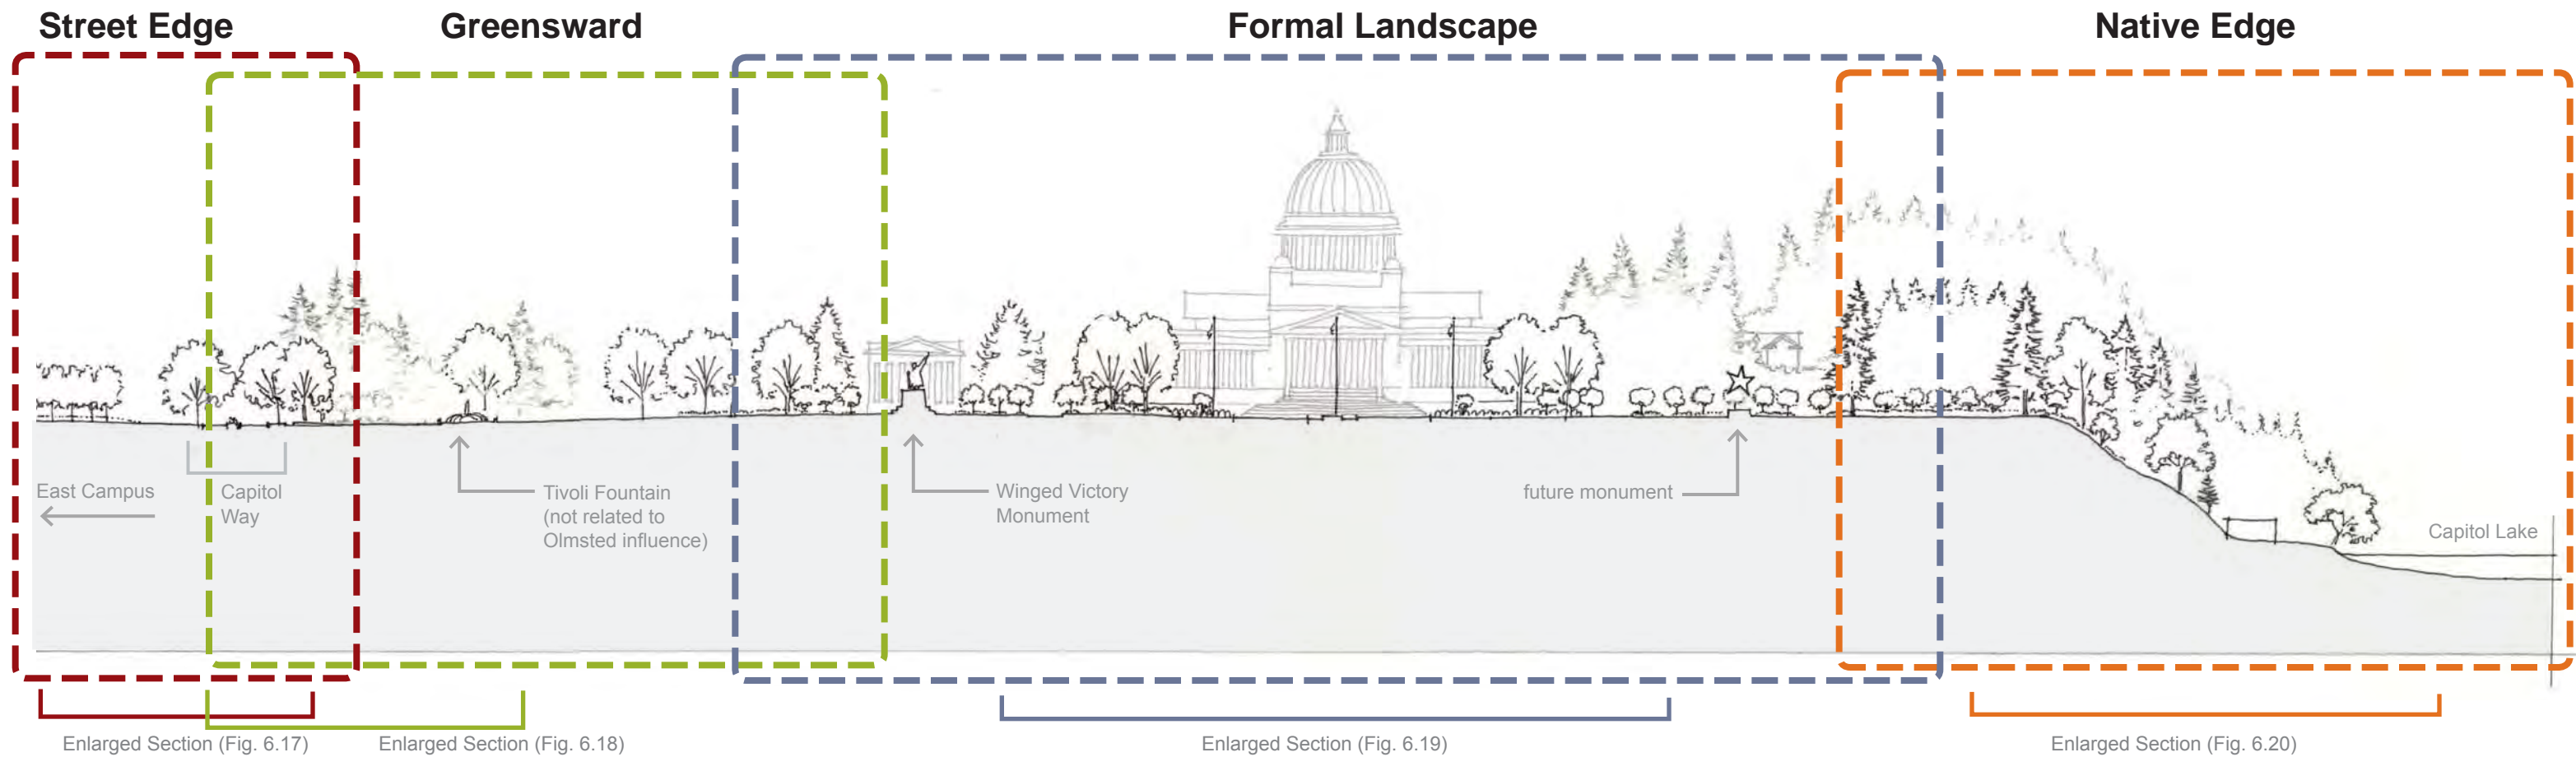 Street Edge
Greensward
Formal Landscape
Native Edge
East Campus
Capitol
Way
Tivoli Fountain
(not related to
Olmsted influence)
Winged Victory
Monument
future monument
Capitol Lake
Enlarged Section (Fig. 6.17)
Enlarged Section (Fig. 6.18)
Enlarged Section (Fig. 6.19)
Enlarged Section (Fig. 6.20)